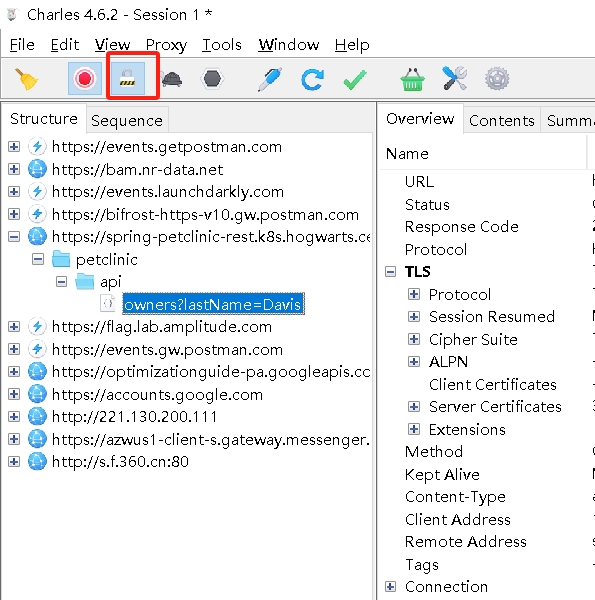 Charles 4.6.2 - Session 1 *
File Edit View Proxy Tools Window Help
Structure Sequence
https://events.getpostman.com
https://bam.nr-data.net
https://events.launchdarkly.com
https://bifrost-https-v10.gw.postman.com
https://spring-petclinic-rest.k8s.hogwarts.ce
petclinic
api
owners?lastName=Davis
https://flag.lab.amplitude.com
https://events.gw.postman.com
https://optimizationguide-pa.googleapis.co
https://accounts.google.com
http://221.130.200.111
https://azwus1-client-s.gateway.messenger.
http://s.f.360.cn:80
Overview Contents Summa
Name
URL
Status
Response Code
Protocol
TLS
Protocol
Session Resumed
Cipher Suite
ALPN
Client Certificates
Server Certificates
Extensions
Method
Kept Alive
Content-Type
Client Address
Remote Address
Tags
Connection